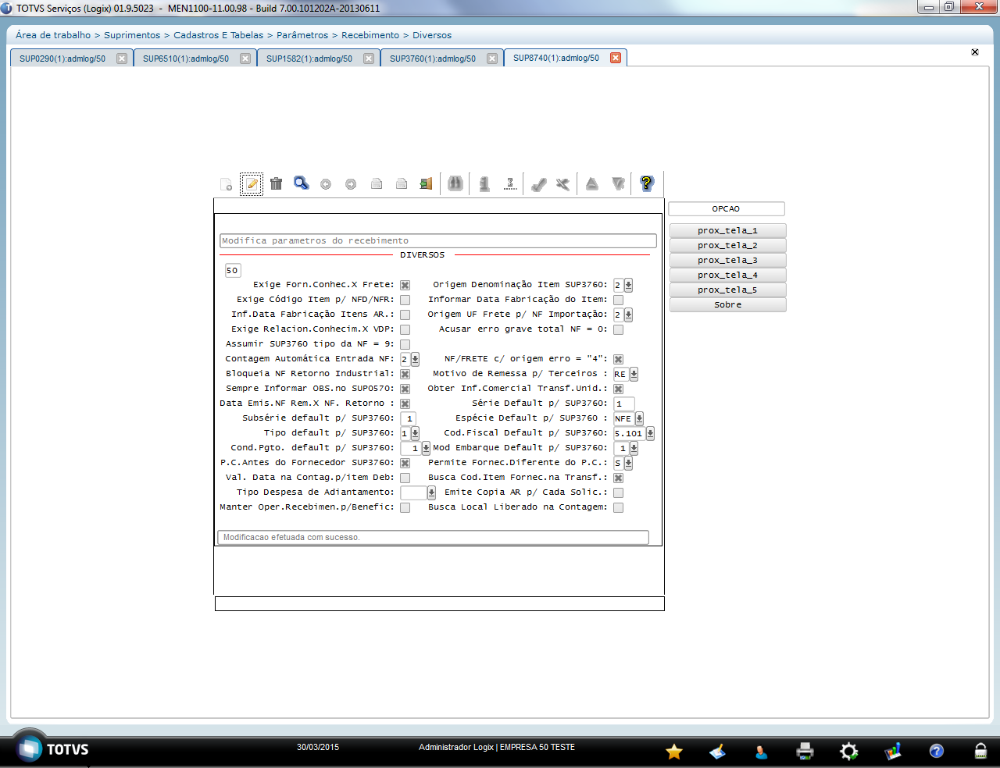 TOTVS Serviços (Logix) 01.9.5023 - MEN1100-11.00.98 - Build 7.00.101202A-20130611
Área de trabalho > Suprimentos > Cadastros E Tabelas > Parâmetros > Recebimento > Diversos
SUP0290(1):admlog/50 SUP6510(1):admlog/50 SUP1582(1):admlog/50 SUP3760(1):admlog/50 SUP8740(1):admlog/50
OPCAO
prox_tela_1
prox_tela_2
prox_tela_3
prox_tela_4
prox_tela_5
Sobre
Modifica parametros do recebimento
DIVERSOS
50
Exige Forn.Conhec.X Frete: Origem Denominação Item SUP3760: 2
Exige Código Item p/ NFD/NFR: Informar Data Fabricação do Item:
Inf.Data Fabricação Itens AR.: Origem UF Frete p/ NF Importação: 2
Exige Relacion.Conhecim.X VDP: Acusar erro grave total NF = 0:
Assumir SUP3760 tipo da NF = 9:
Contagem Automática Entrada NF: 2 NF/FRETE c/ origem erro = "4":
Bloqueia NF Retorno Industrial: Motivo de Remessa p/ Terceiros : RE
Sempre Informar OBS.no SUP0570: Obter Inf.Comercial Transf.Unid.:
Data Emis.NF Rem.X NF. Retorno : Série Default p/ SUP3760: 1
Subsérie default p/ SUP3760: 1 Espécie Default p/ SUP3760 : NFE
Tipo default p/ SUP3760: 1 Cod.Fiscal Default p/ SUP3760: 5.101
Cond.Pgto. default p/ SUP3760: 1 Mod Embarque Default p/ SUP3760: 1
P.C.Antes do Fornecedor SUP3760: Permite Fornec.Diferente do P.C.: S
Val. Data na Contag.p/item Deb: Busca Cod.Item Fornec.na Transf.:
Tipo Despesa de Adiantamento: Emite Copia AR p/ Cada Solic.:
Manter Oper.Recebimen.p/Benefic: Busca Local Liberado na Contagem:
Modificacao efetuada com sucesso.
TOTVS 30/03/2015 Administrador Logix | EMPRESA 50 TESTE